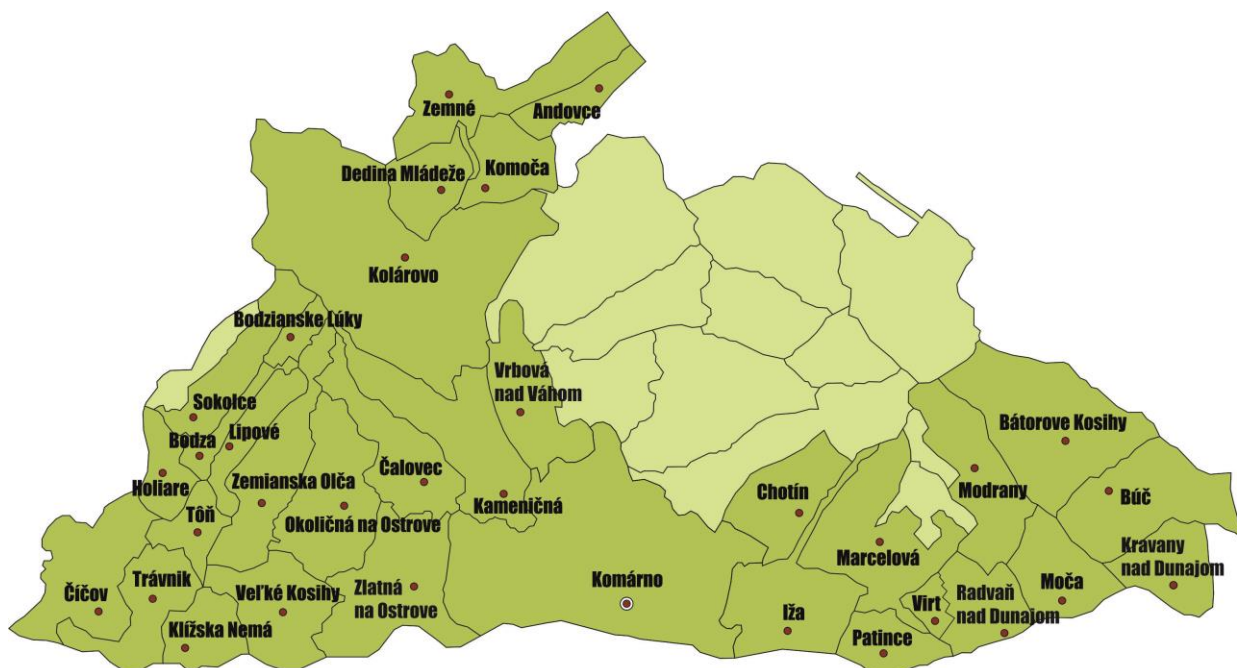 Zemné
Andovce
Dedina Mládeže
Komoča
Kolárovo
Bodzianske Lúky
Vrbová
nad Váhom
Sokolce
Bodza
Lipové
Bátorove Kosihy
Holiare
Zemianska Olča
Čalovec
Kameničná
Chotín
Modrany
Búč
Tôň
Okoličná na Ostrove
Marcelová
Kravany
nad Dunajom
Číčov
Trávnik
Veľké Kosihy
Zlatná
na Ostrove
Komárno
Iža
Virt
Radvaň
nad Dunajom
Moča
Klížska Nemá
Patince